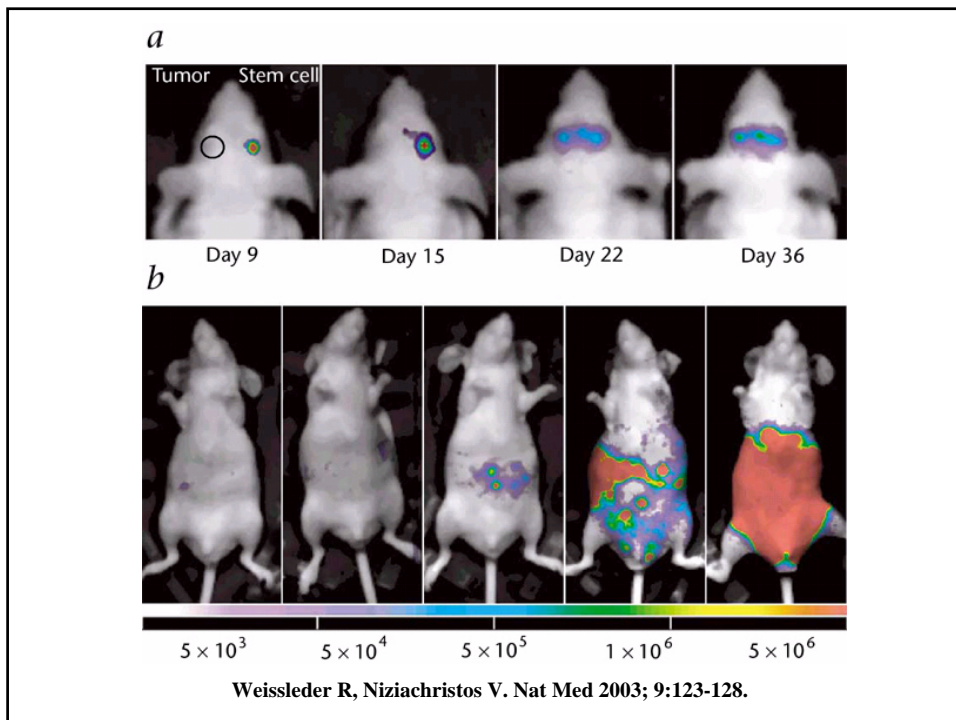 a
Tumor Stem cell
Day 9 Day 15 Day 22 Day 36
b
5 × 10³ 5 × 10⁴ 5 × 10⁵ 1 × 10⁶ 5 × 10⁶
Weissleder R, Niziachristos V. Nat Med 2003; 9:123-128.